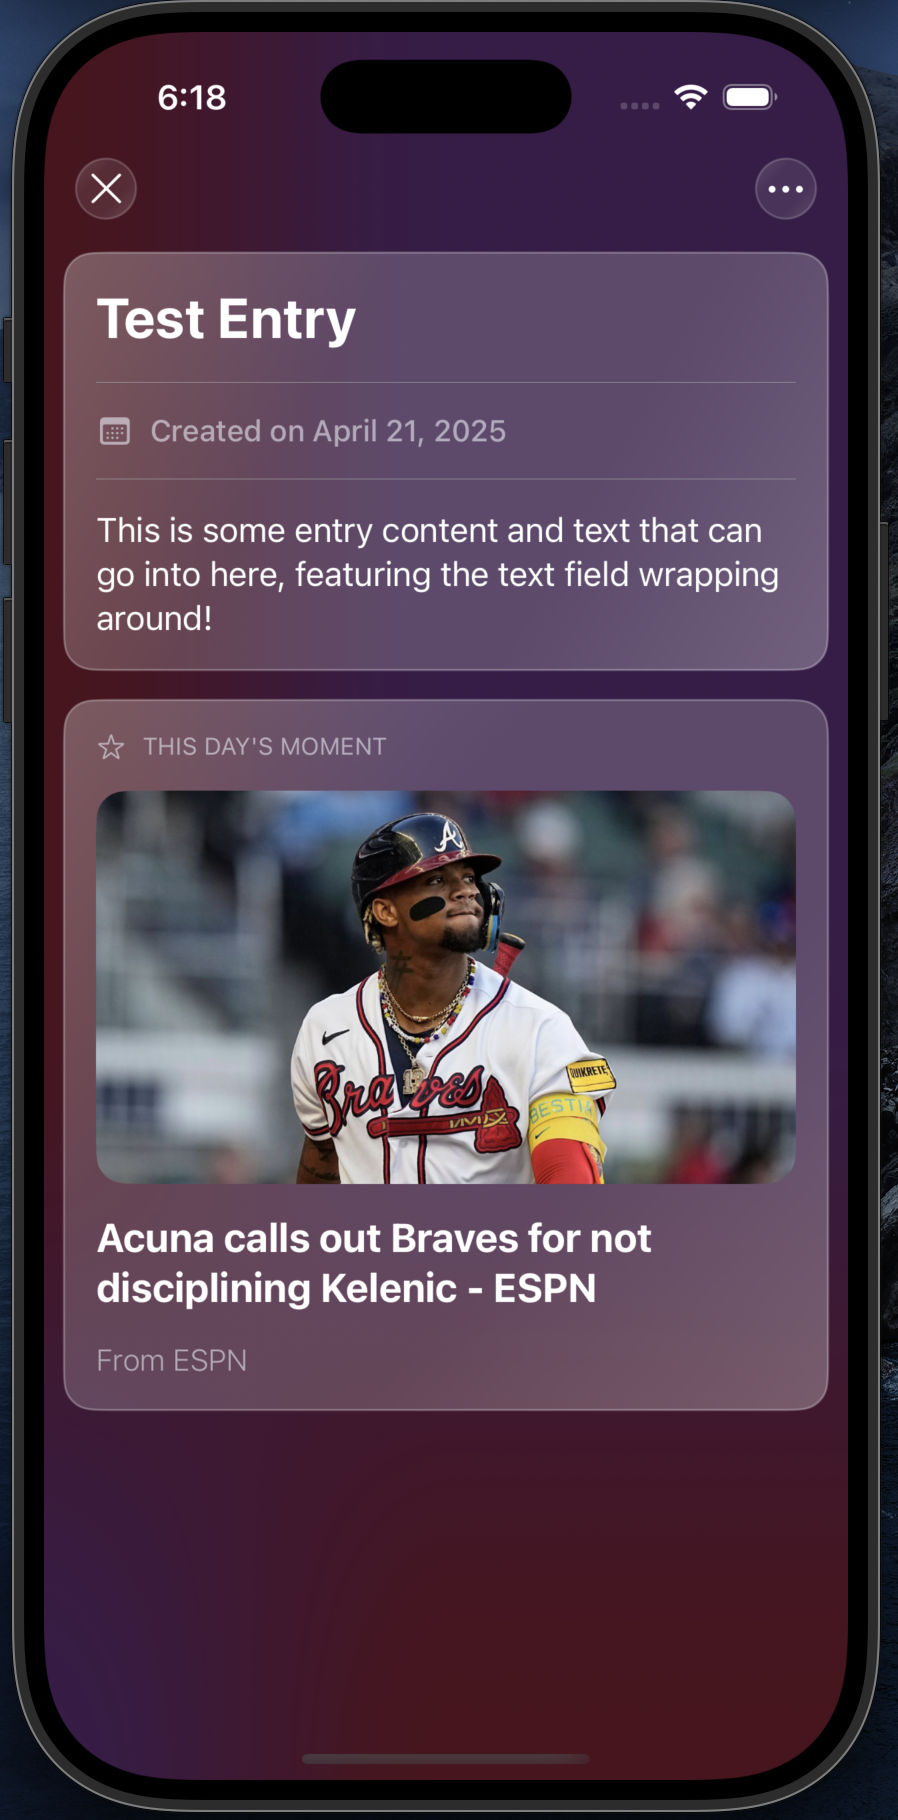 6:18
Test Entry
Created on April 21, 2025
This is some entry content and text that can
go into here, featuring the text field wrapping
around!
THIS DAY'S MOMENT
A
QUIKRETE
Braves
BESTIA
13
Acuna calls out Braves for not
disciplining Kelenic - ESPN
From ESPN